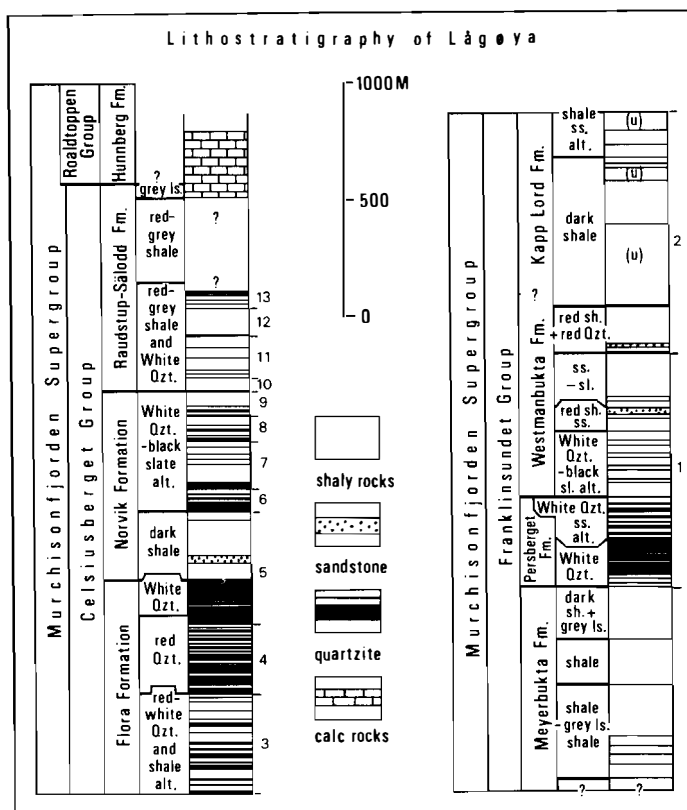 Lithostratigraphy of Lågøya
Murchisonfjorden Supergroup
Roaldtoppen
Group
Hunnberg Fm.
?
grey ls.
Celsiusberget Group
Raudstup-Sälodd Fm.
red-
grey
shale
?
?
red-
grey
shale
and
White
Qzt.
13
12
11
10
Norvik Formation
White
Qzt.
-black
slate
alt.
9
8
7
6
dark
shale
5
Flora Formation
White
Qzt.
red
Qzt.
4
red-
white
Qzt.
and
shale
alt.
3
1000M
500
0
shaly rocks
sandstone
quartzite
calc rocks
Murchisonfjorden Supergroup
Franklinsundet Group
Kapp Lord Fm.
?
shale
ss.
alt.
(u)
(u)
dark
shale
(u)
2
Westmanbukta Fm.
red sh.
+red Qzt.
ss.
-sl.
red sh.
ss.
White
Qzt.
-black
sl. alt.
1
Persberget
Fm.
White Qzt.
ss.
alt.
White
Qzt.
Meyerbukta Fm.
dark
sh.+
grey ls.
shale
shale
-grey ls.
shale
?
?